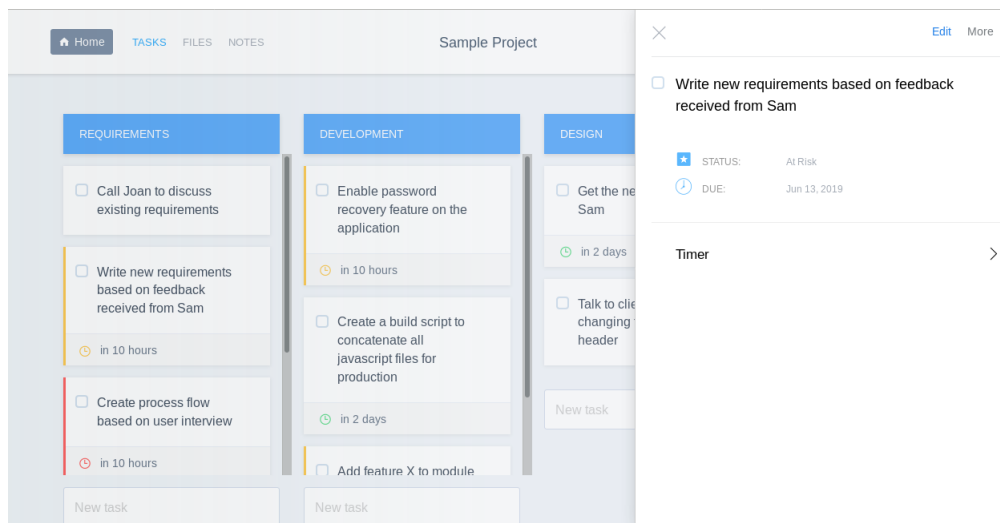 Home
TASKS
FILES
NOTES
Sample Project
REQUIREMENTS
Call Joan to discuss
existing requirements
Write new requirements
based on feedback
received from Sam
in 10 hours
Create process flow
based on user interview
in 10 hours
New task
DEVELOPMENT
Enable password
recovery feature on the
application
in 10 hours
Create a build script to
concatenate all
javascript files for
production
in 2 days
Add feature X to module
New task
DESIGN
Get the ne
Sam
in 2 days
Talk to clie
changing
header
New task
Edit
More
Write new requirements based on feedback
received from Sam
STATUS:
At Risk
DUE:
Jun 13, 2019
Timer